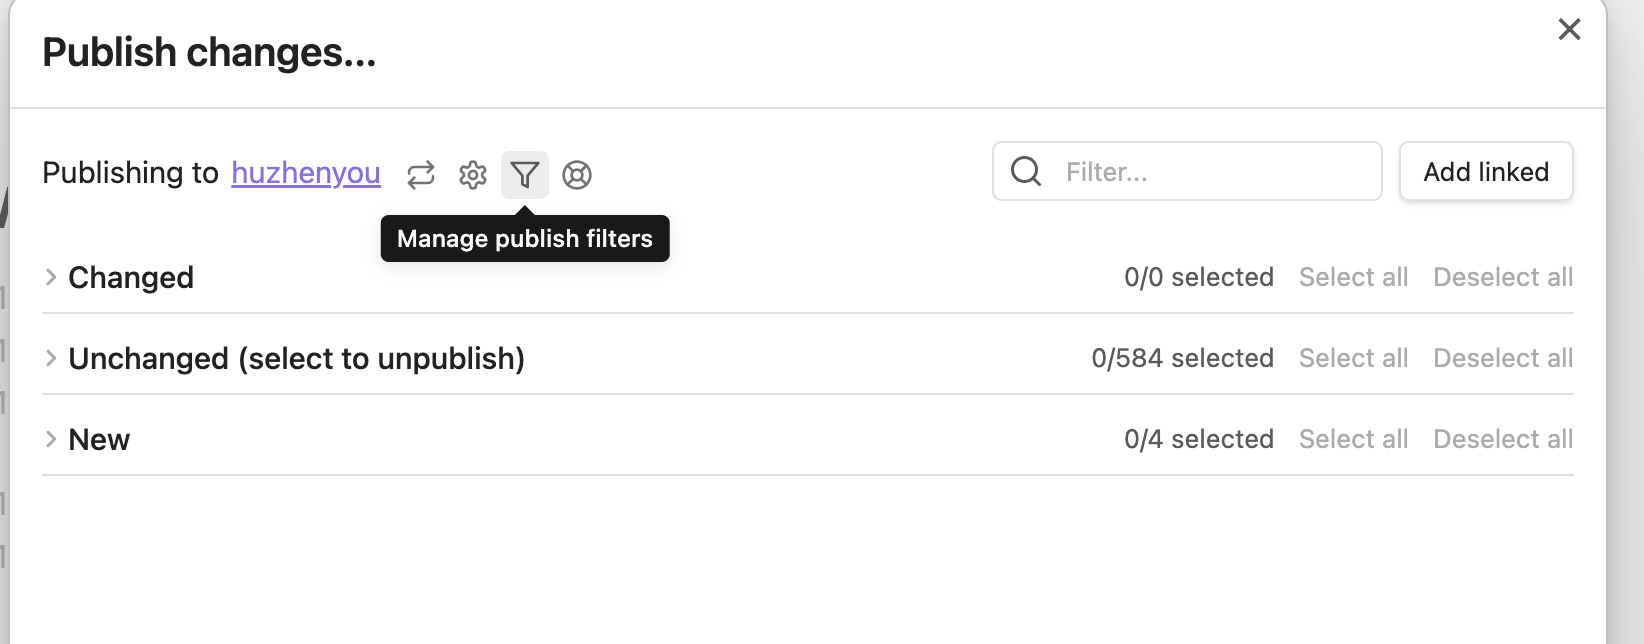 Publish changes...
Publishing to huzhenyou
Filter...
Add linked
Manage publish filters
Changed
0/0 selected
Select all
Deselect all
Unchanged (select to unpublish)
0/584 selected
Select all
Deselect all
New
0/4 selected
Select all
Deselect all